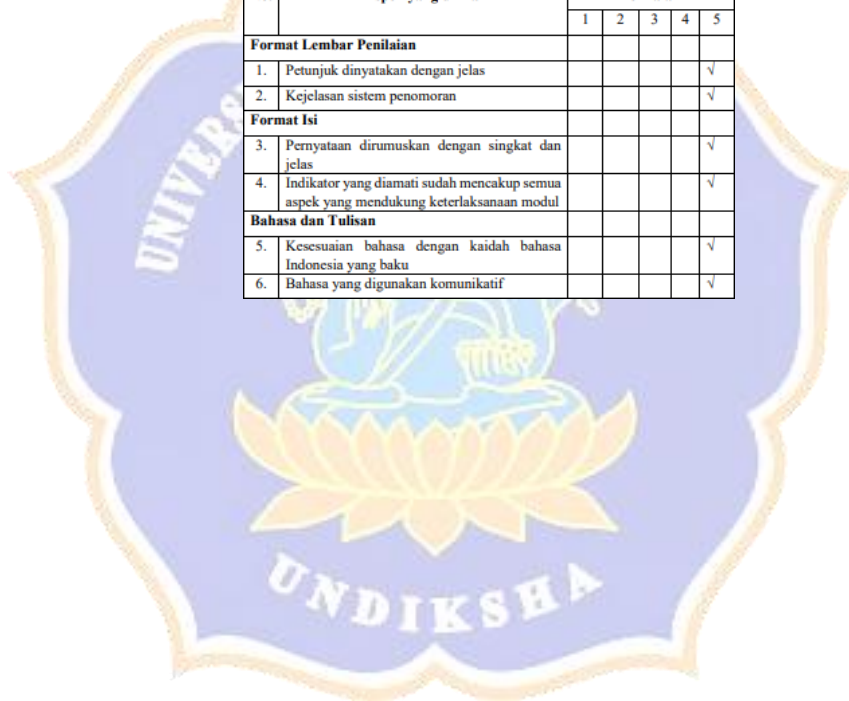 1 2 3 4 5
Format Lembar Penilaian
1. Petunjuk dinyatakan dengan jelas √
2. Kejelasan sistem penomoran √
Format Isi
3. Pernyataan dirumuskan dengan singkat dan √
jelas
4. Indikator yang diamati sudah mencakup semua √
aspek yang mendukung keterlaksanaan modul
Bahasa dan Tulisan
5. Kesesuaian bahasa dengan kaidah bahasa √
Indonesia yang baku
6. Bahasa yang digunakan komunikatif √
UNDIKSHA